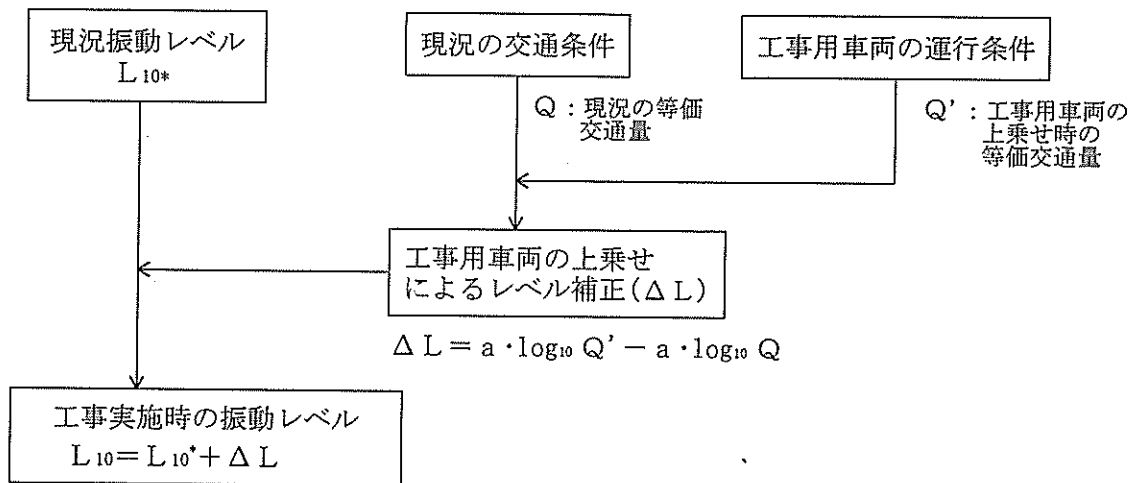 現況振動レベル
L10*
現況の交通条件
工事用車両の運行条件
Q：現況の等価
交通量
Q’：工事用車両の
上乗せ時の
等価交通量
工事用車両の上乗せ
によるレベル補正(ΔL)
ΔL＝a・log10 Q’－a・log10 Q
工事実施時の振動レベル
L10＝L10*＋ΔL